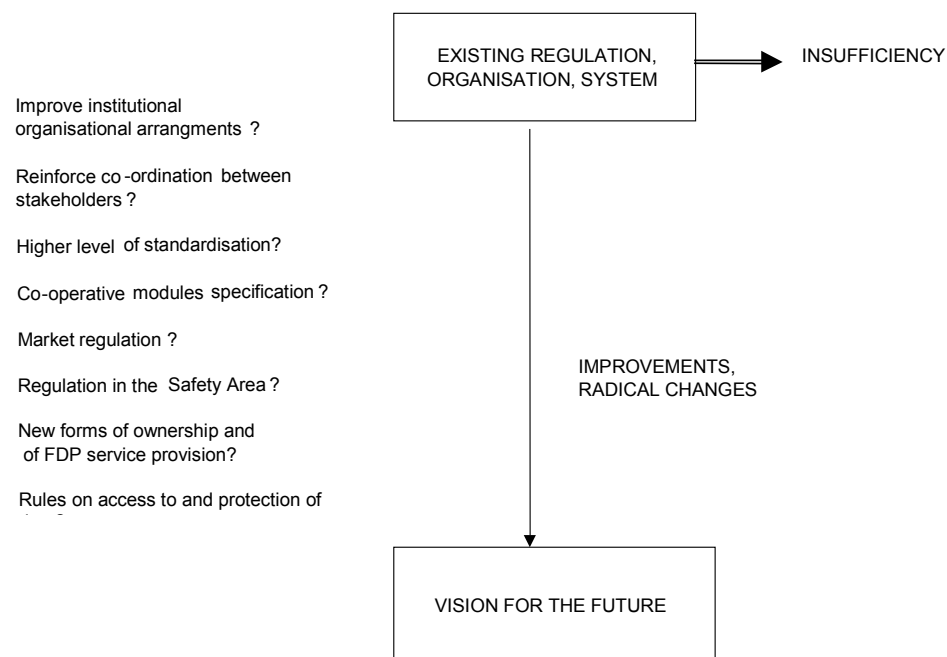 EXISTING REGULATION,
ORGANISATION, SYSTEM
INSUFFICIENCY
Improve institutional
organisational arrangments ?
Reinforce co-ordination between
stakeholders ?
Higher level of standardisation?
Co-operative modules specification ?
Market regulation ?
Regulation in the Safety Area ?
New forms of ownership and
of FDP service provision?
Rules on access to and protection of
IMPROVEMENTS,
RADICAL CHANGES
VISION FOR THE FUTURE